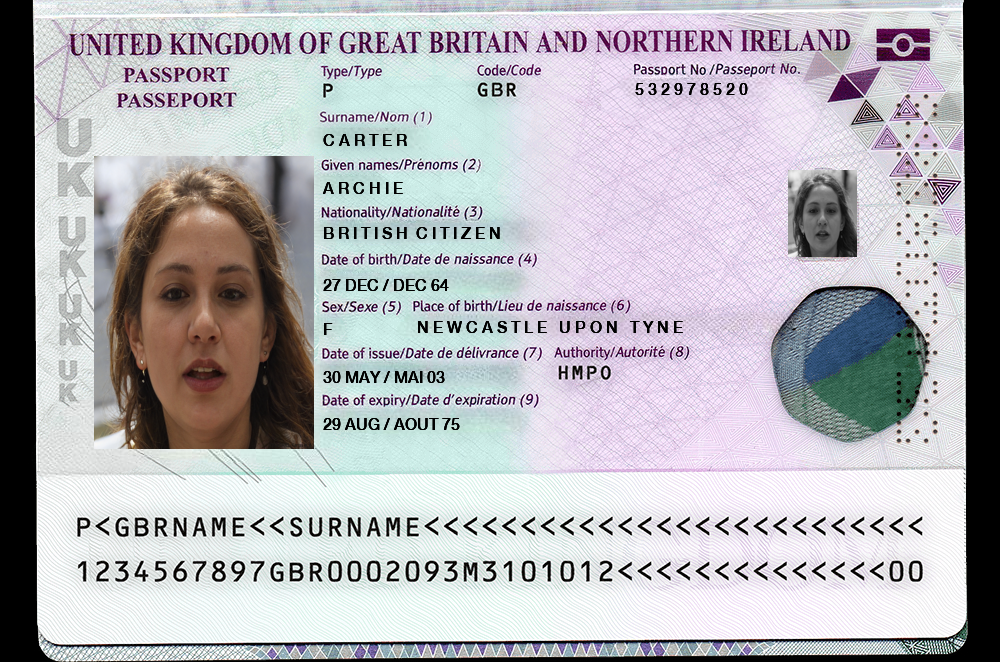 UNITED KINGDOM OF GREAT BRITAIN AND NORTHERN IRELAND
PASSPORT
PASSEPORT
Type/Type Code/Code Passport No /Passeport No.
P GBR 532978520
Surname/Nom (1)
CARTER
Given names/Prénoms (2)
ARCHIE
Nationality/Nationalité (3)
BRITISH CITIZEN
Date of birth/Date de naissance (4)
27 DEC / DEC 64
Sex/Sexe (5) Place of birth/Lieu de naissance (6)
F NEWCASTLE UPON TYNE
Date of issue/Date de délivrance (7) Authority/Autorité (8)
30 MAY / MAI 03 HMPO
Date of expiry/Date d'expiration (9)
29 AUG / AOUT 75
UK
UK
UK
UK
P<GBRNAME<<SURNAME<<<<<<<<<<<<<<<<<<<<<<<<<<
1234567897GBR0002093M3101012<<<<<<<<<<<<<<00